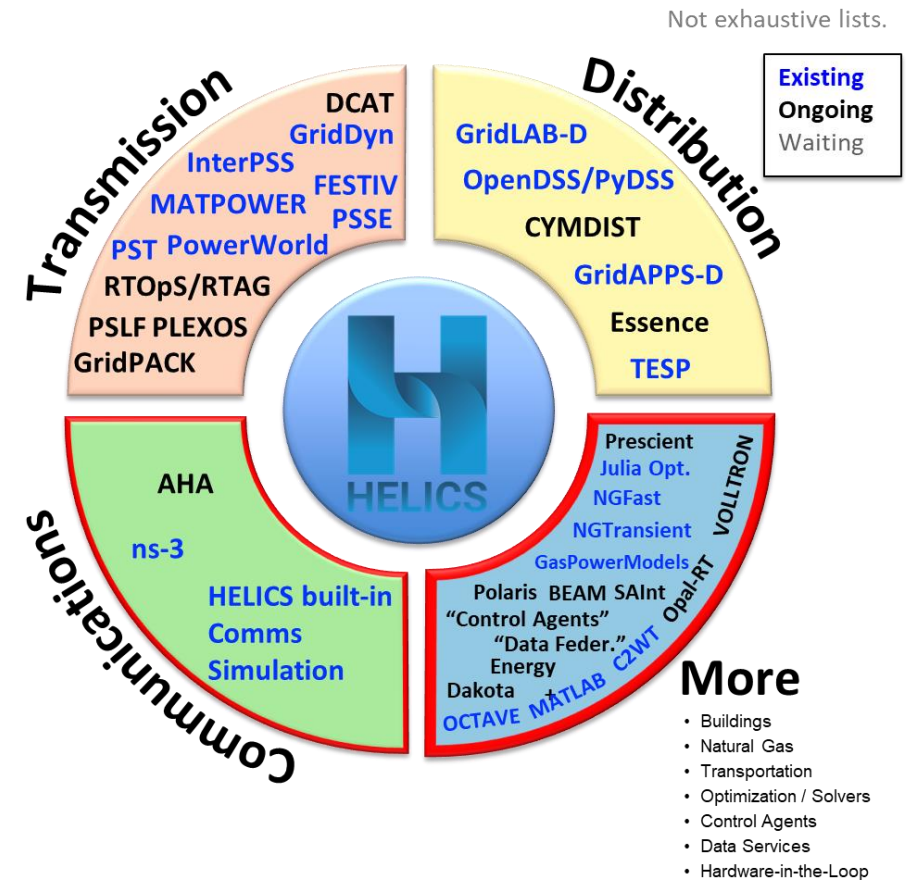 Not exhaustive lists.
Existing
Ongoing
Waiting
Transmission
DCAT
GridDyn
InterPSS
FESTIV
MATPOWER
PSSE
PST PowerWorld
RTOpS/RTAG
PSLF PLEXOS
GridPACK
Distribution
GridLAB-D
OpenDSS/PyDSS
CYMDIST
GridAPPS-D
Essence
TESP
HELICS
Communications
AHA
ns-3
HELICS built-in
Comms
Simulation
Prescient
Julia Opt.
NGFast
NGTransient
GasPowerModels
VOLLTRON
Polaris BEAM SAInt
Opal-RT
“Control Agents”
“Data Feder.”
Energy
+
Dakota
C2WT
MATLAB
OCTAVE
More
• Buildings
• Natural Gas
• Transportation
• Optimization / Solvers
• Control Agents
• Data Services
• Hardware-in-the-Loop